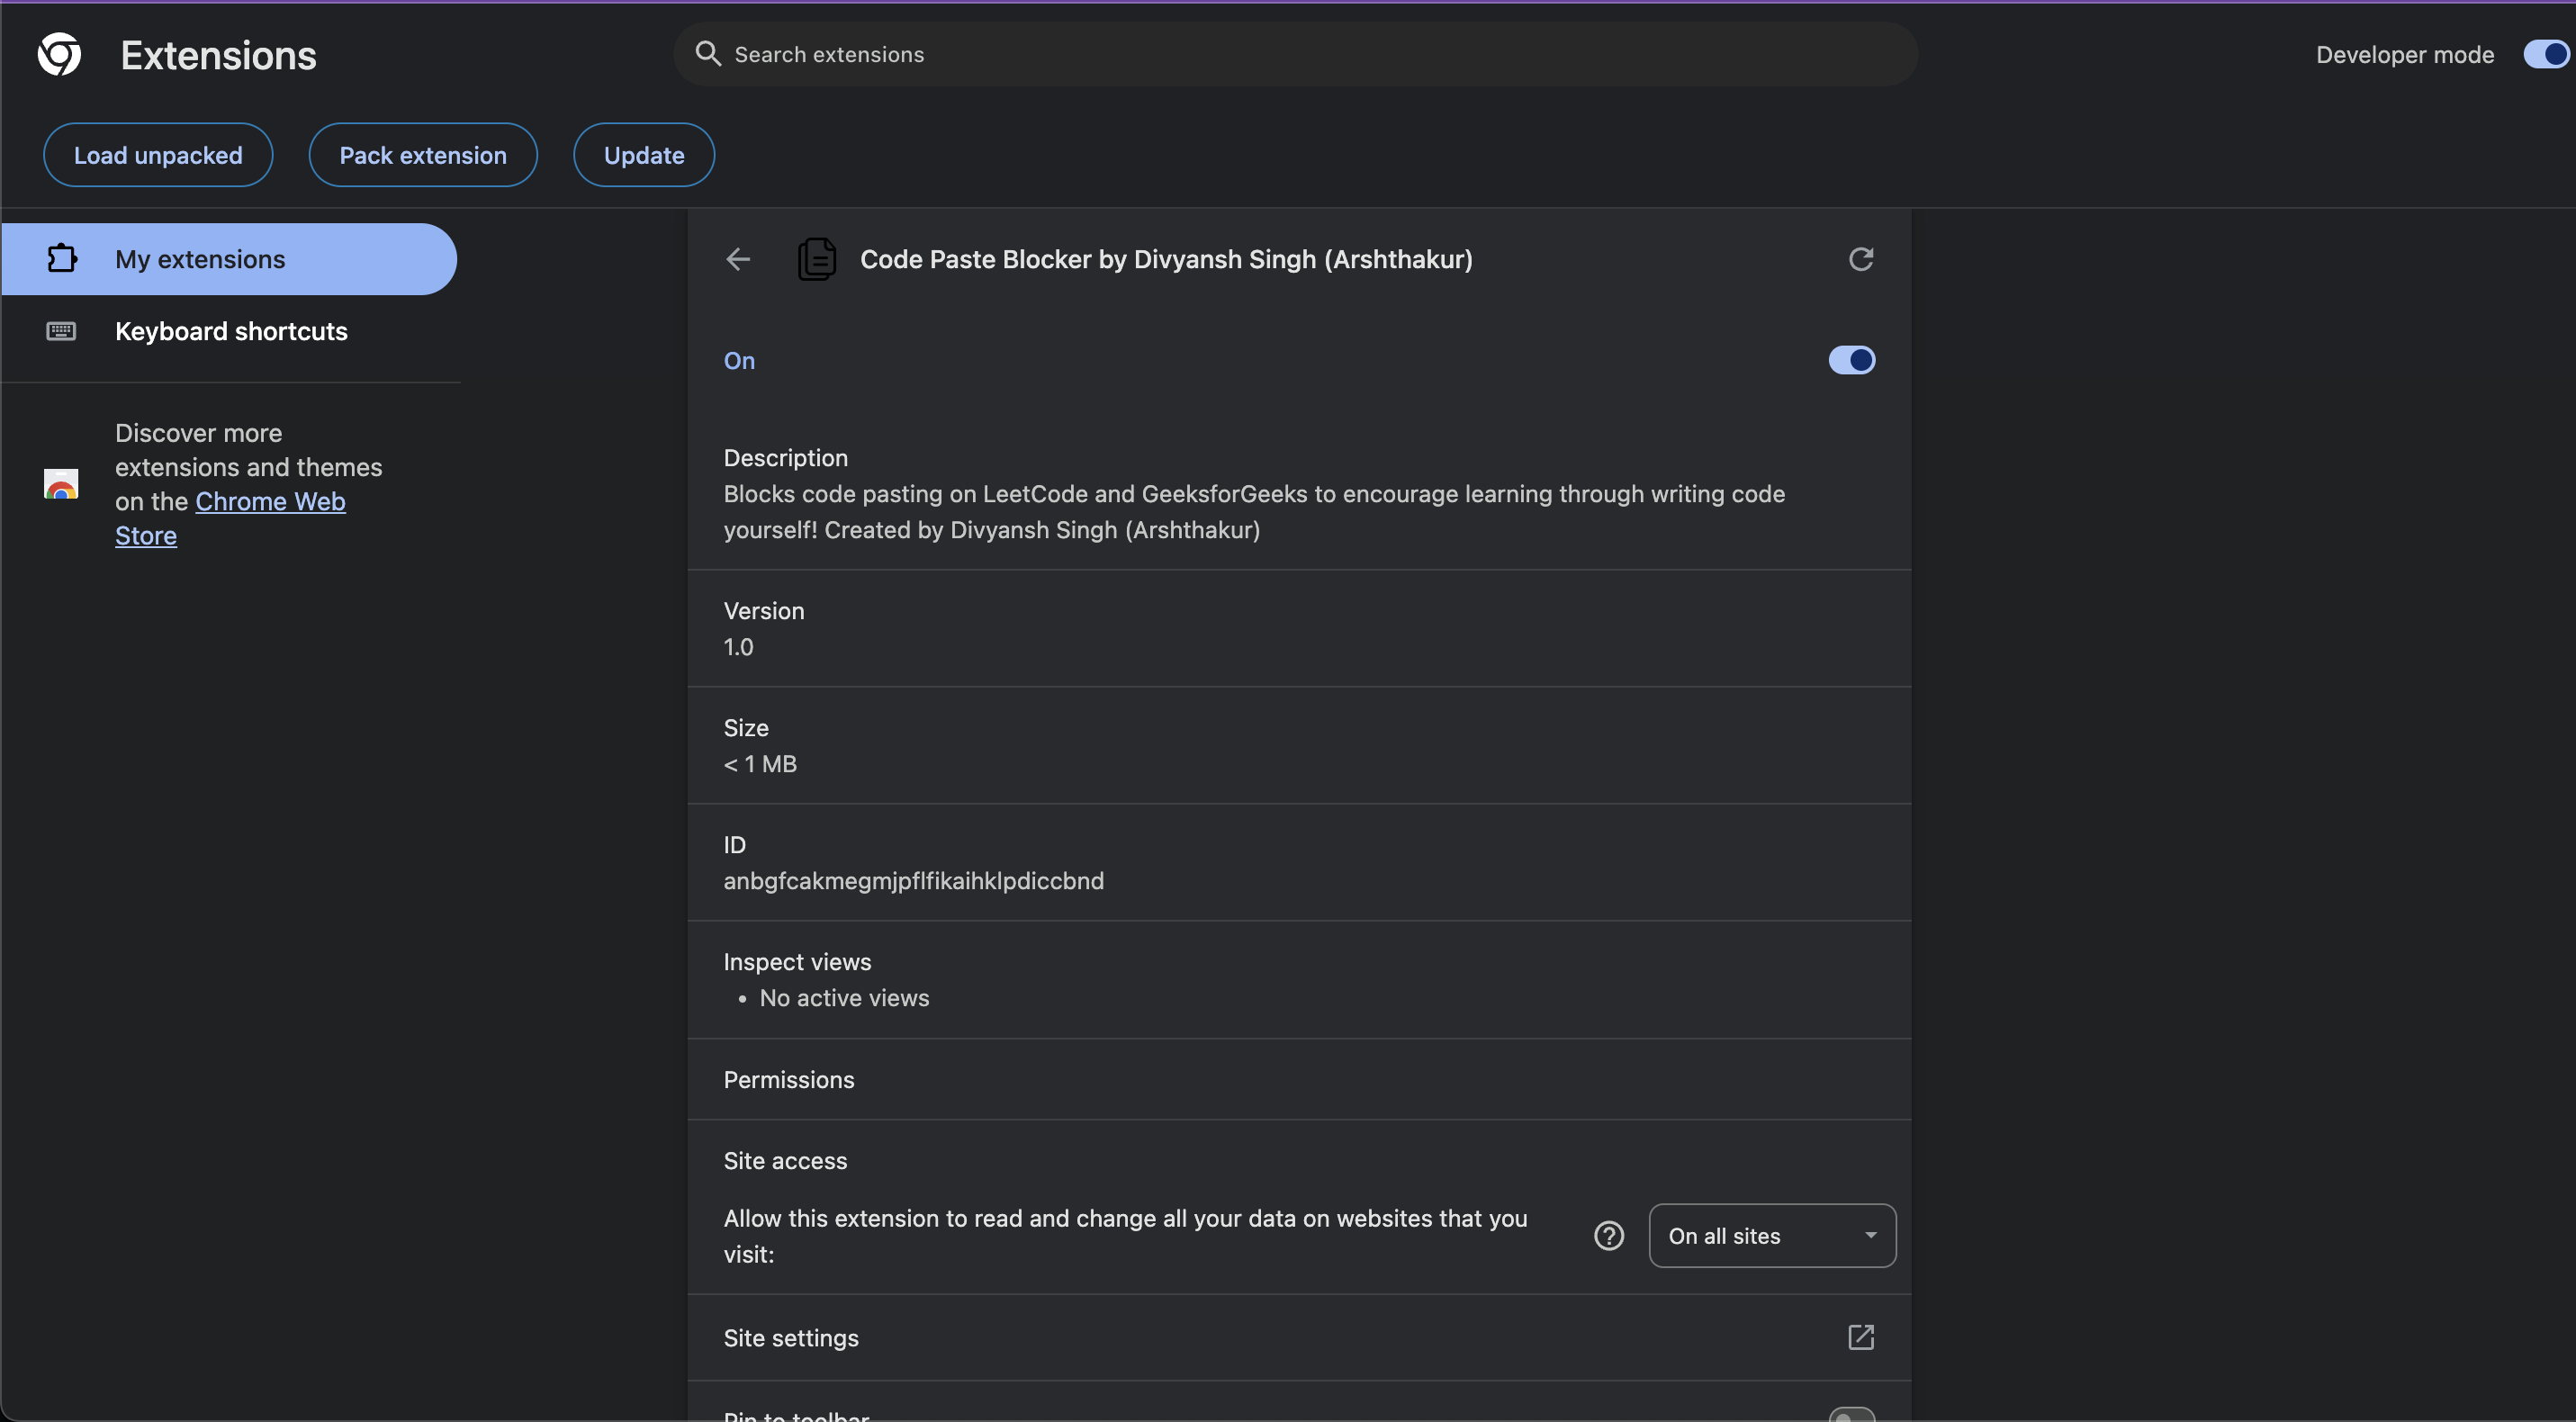 Extensions
Search extensions
Developer mode
Load unpacked
Pack extension
Update
My extensions
Keyboard shortcuts
Discover more
extensions and themes
on the Chrome Web
Store
Code Paste Blocker by Divyansh Singh (Arshthakur)
On
Description
Blocks code pasting on LeetCode and GeeksforGeeks to encourage learning through writing code
yourself! Created by Divyansh Singh (Arshthakur)
Version
1.0
Size
< 1 MB
ID
anbgfcakmegmjpflfikaihklpdiccbnd
Inspect views
• No active views
Permissions
Site access
Allow this extension to read and change all your data on websites that you
visit:
On all sites
Site settings
Pin to toolbar